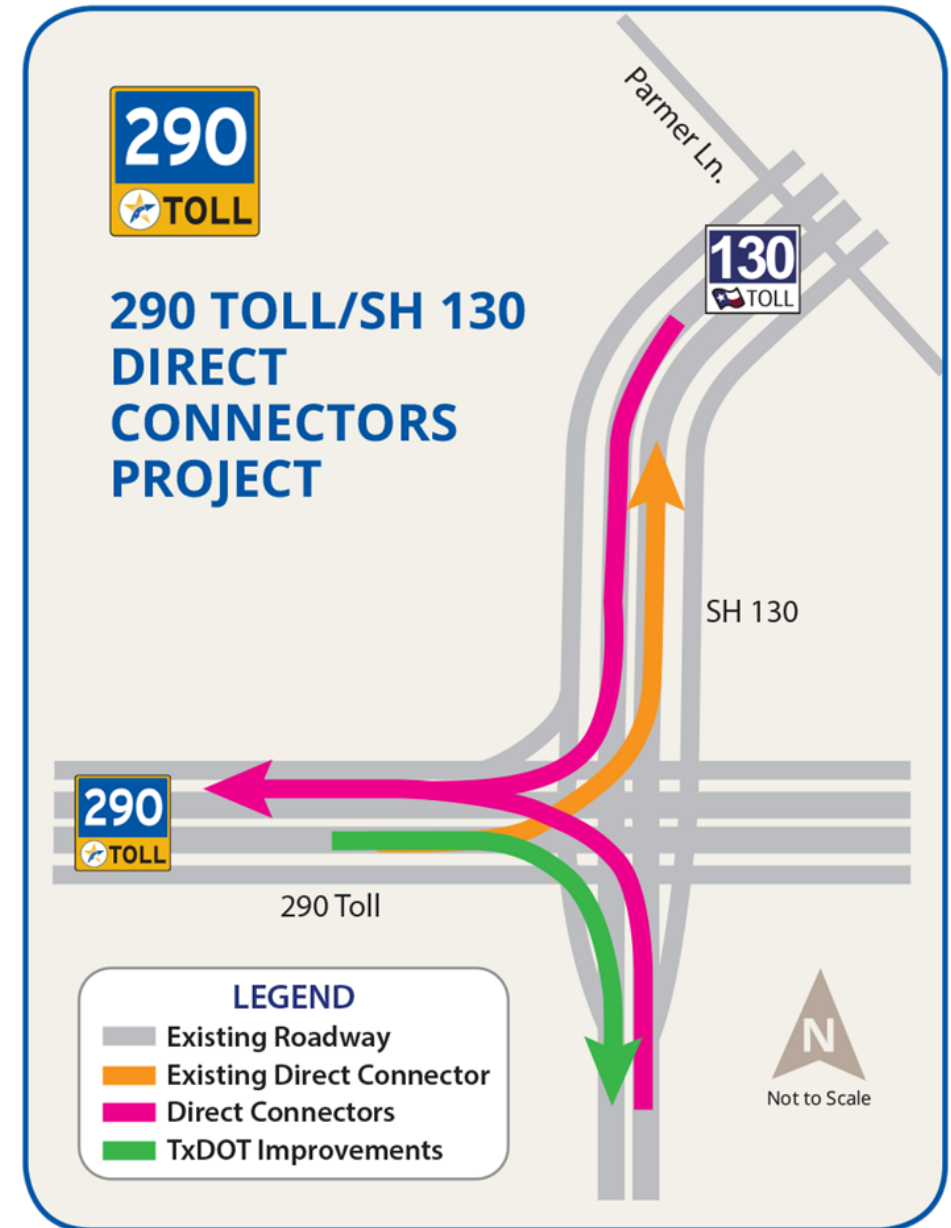 290
TOLL
290 TOLL/SH 130
DIRECT
CONNECTORS
PROJECT
Parmer Ln.
130
TOLL
SH 130
290
TOLL
290 Toll
LEGEND
Existing Roadway
Existing Direct Connector
Direct Connectors
TxDOT Improvements
N
Not to Scale